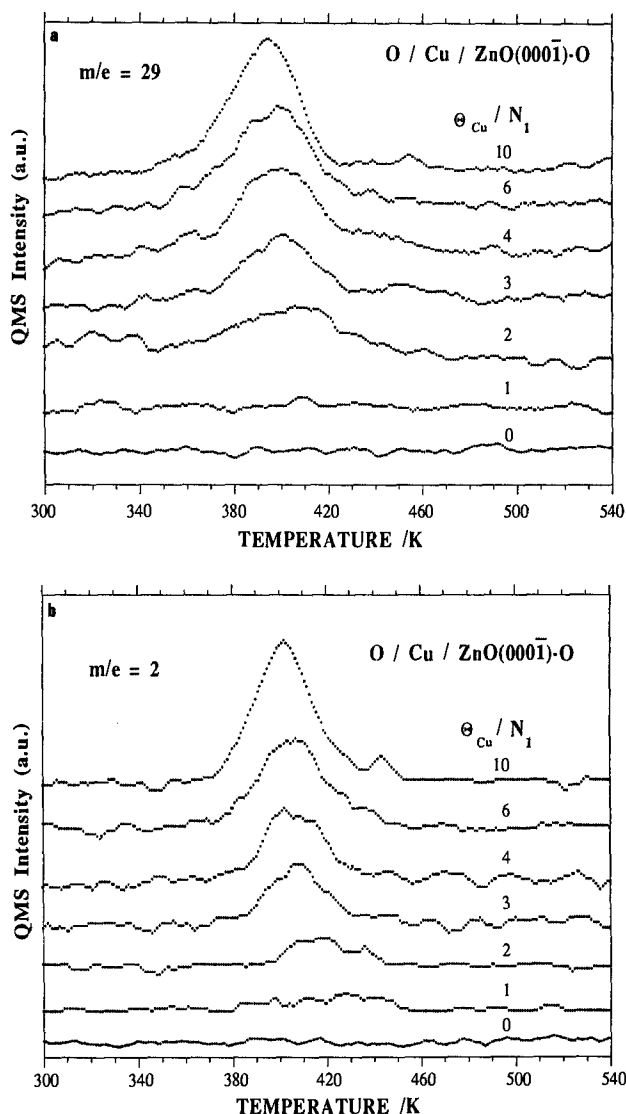 a
m/e = 29
O / Cu / ZnO(0001̅)-O
Θ Cu / N1
10
6
4
3
2
1
0
QMS Intensity (a.u.)
300 340 380 420 460 500 540
TEMPERATURE /K
b
m/e = 2
O / Cu / ZnO(0001̅)-O
Θ Cu / N1
10
6
4
3
2
1
0
QMS Intensity (a.u.)
300 340 380 420 460 500 540
TEMPERATURE /K